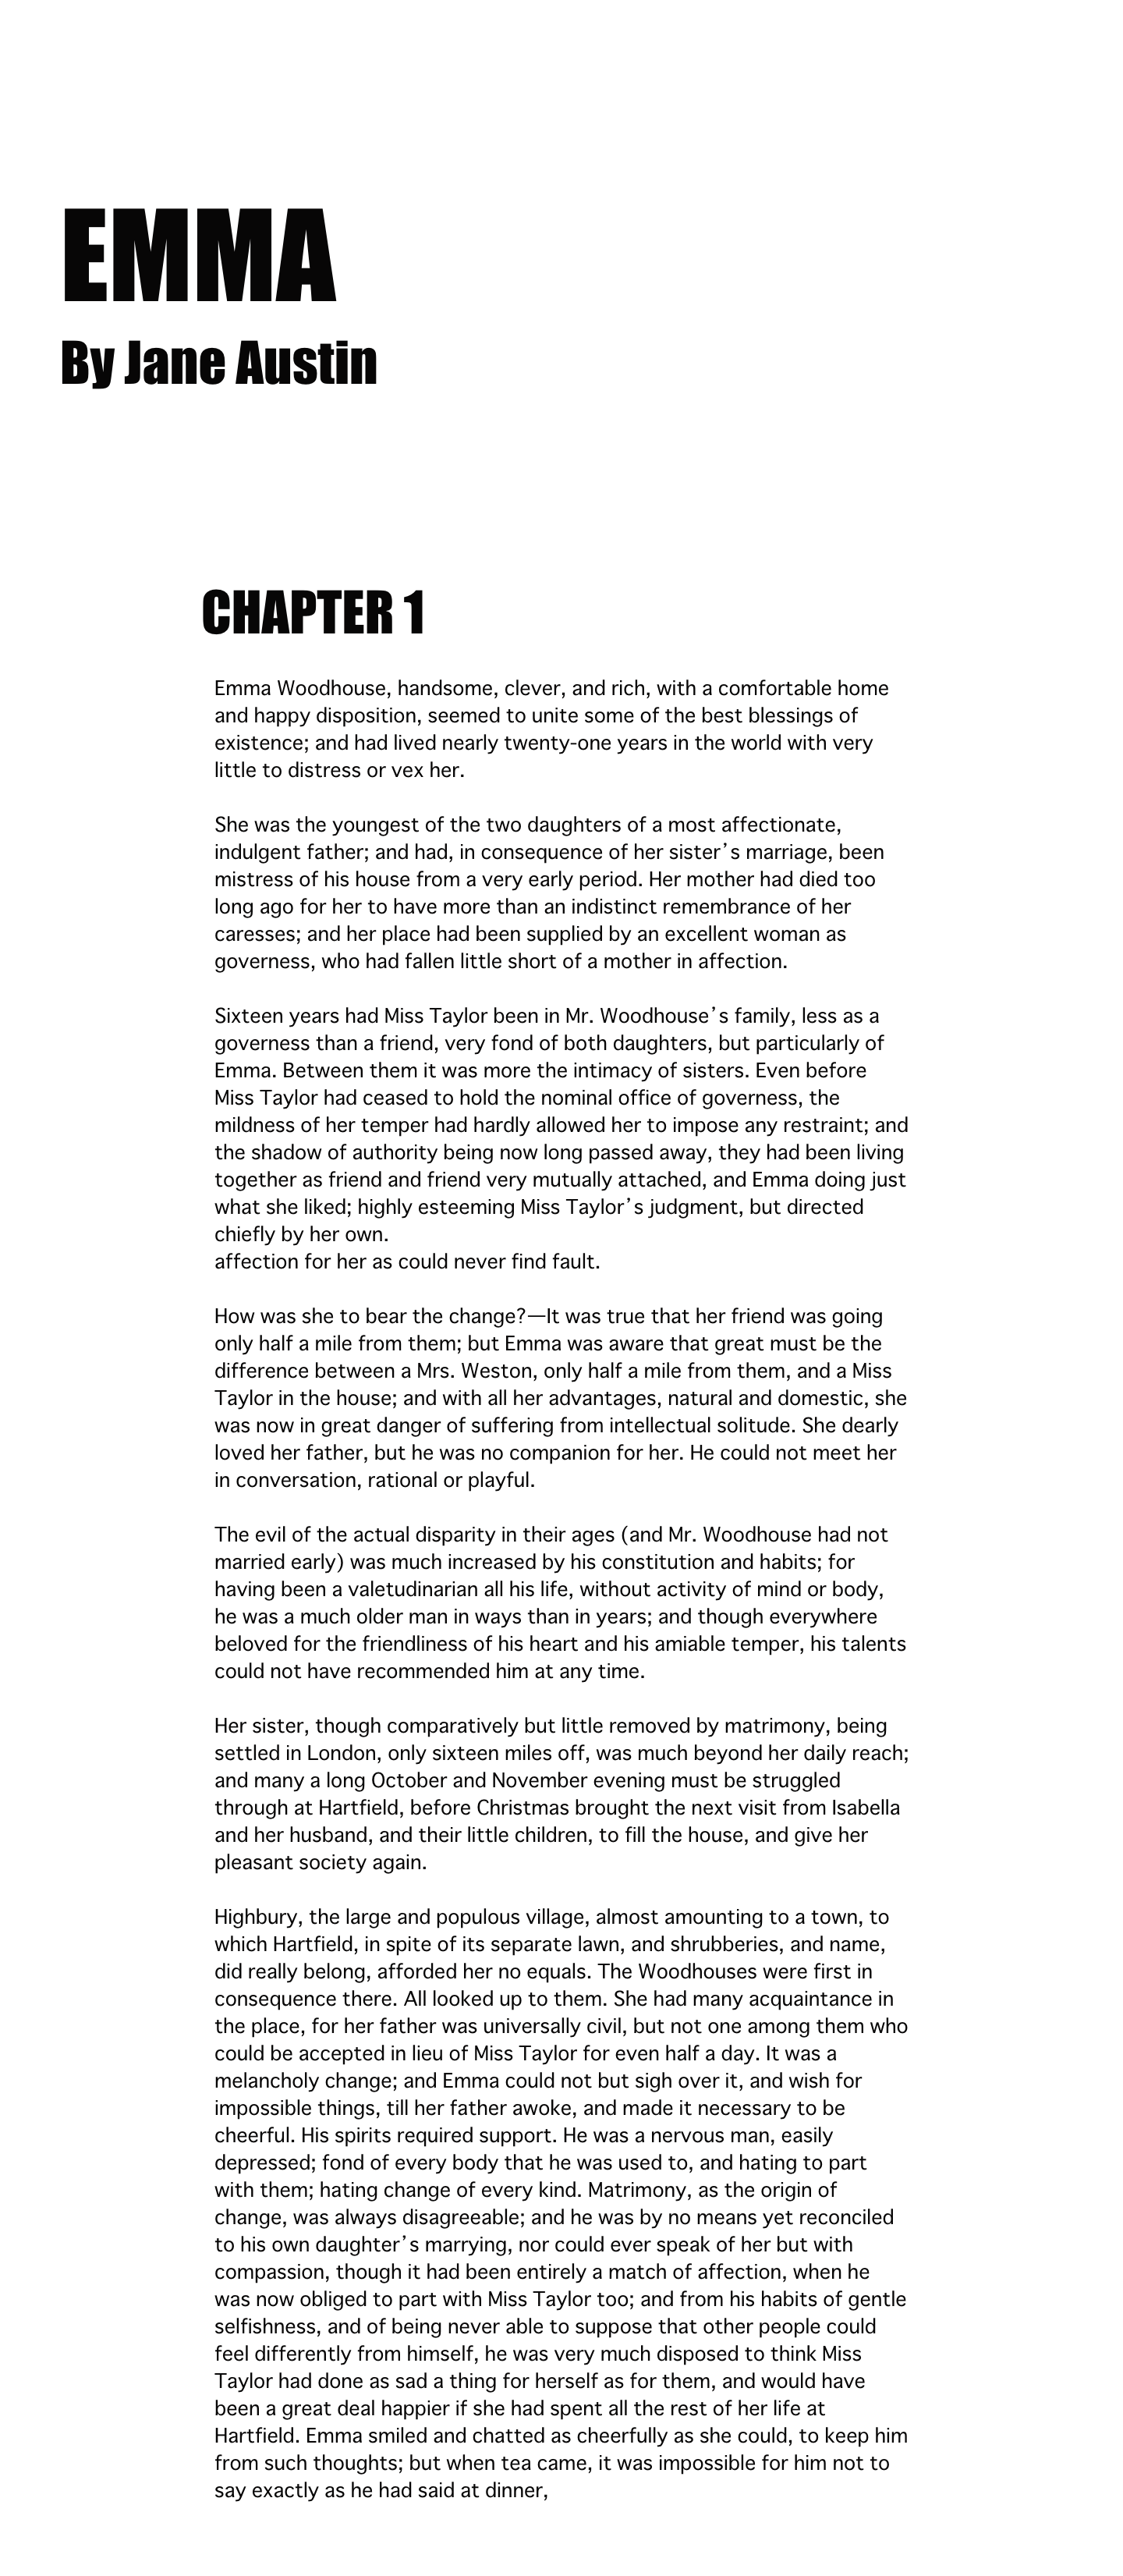 EMMA
By Jane Austin
CHAPTER 1
Emma Woodhouse, handsome, clever, and rich, with a comfortable home
and happy disposition, seemed to unite some of the best blessings of
existence; and had lived nearly twenty-one years in the world with very
little to distress or vex her.
She was the youngest of the two daughters of a most affectionate,
indulgent father; and had, in consequence of her sister’s marriage, been
mistress of his house from a very early period. Her mother had died too
long ago for her to have more than an indistinct remembrance of her
caresses; and her place had been supplied by an excellent woman as
governess, who had fallen little short of a mother in affection.
Sixteen years had Miss Taylor been in Mr. Woodhouse’s family, less as a
governess than a friend, very fond of both daughters, but particularly of
Emma. Between them it was more the intimacy of sisters. Even before
Miss Taylor had ceased to hold the nominal office of governess, the
mildness of her temper had hardly allowed her to impose any restraint; and
the shadow of authority being now long passed away, they had been living
together as friend and friend very mutually attached, and Emma doing just
what she liked; highly esteeming Miss Taylor’s judgment, but directed
chiefly by her own.
affection for her as could never find fault.
How was she to bear the change?—It was true that her friend was going
only half a mile from them; but Emma was aware that great must be the
difference between a Mrs. Weston, only half a mile from them, and a Miss
Taylor in the house; and with all her advantages, natural and domestic, she
was now in great danger of suffering from intellectual solitude. She dearly
loved her father, but he was no companion for her. He could not meet her
in conversation, rational or playful.
The evil of the actual disparity in their ages (and Mr. Woodhouse had not
married early) was much increased by his constitution and habits; for
having been a valetudinarian all his life, without activity of mind or body,
he was a much older man in ways than in years; and though everywhere
beloved for the friendliness of his heart and his amiable temper, his talents
could not have recommended him at any time.
Her sister, though comparatively but little removed by matrimony, being
settled in London, only sixteen miles off, was much beyond her daily reach;
and many a long October and November evening must be struggled
through at Hartfield, before Christmas brought the next visit from Isabella
and her husband, and their little children, to fill the house, and give her
pleasant society again.
Highbury, the large and populous village, almost amounting to a town, to
which Hartfield, in spite of its separate lawn, and shrubberies, and name,
did really belong, afforded her no equals. The Woodhouses were first in
consequence there. All looked up to them. She had many acquaintance in
the place, for her father was universally civil, but not one among them who
could be accepted in lieu of Miss Taylor for even half a day. It was a
melancholy change; and Emma could not but sigh over it, and wish for
impossible things, till her father awoke, and made it necessary to be
cheerful. His spirits required support. He was a nervous man, easily
depressed; fond of every body that he was used to, and hating to part
with them; hating change of every kind. Matrimony, as the origin of
change, was always disagreeable; and he was by no means yet reconciled
to his own daughter’s marrying, nor could ever speak of her but with
compassion, though it had been entirely a match of affection, when he
was now obliged to part with Miss Taylor too; and from his habits of gentle
selfishness, and of being never able to suppose that other people could
feel differently from himself, he was very much disposed to think Miss
Taylor had done as sad a thing for herself as for them, and would have
been a great deal happier if she had spent all the rest of her life at
Hartfield. Emma smiled and chatted as cheerfully as she could, to keep him
from such thoughts; but when tea came, it was impossible for him not to
say exactly as he had said at dinner,